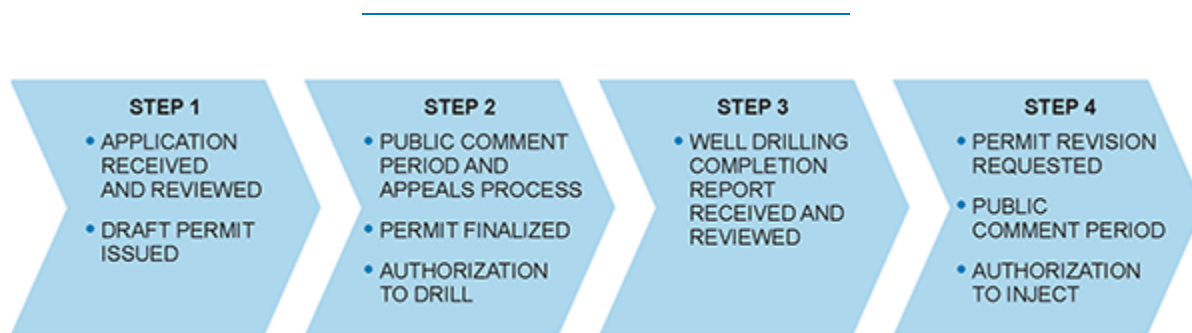 STEP 1
• APPLICATION
RECEIVED
AND REVIEWED
• DRAFT PERMIT
ISSUED
STEP 2
• PUBLIC COMMENT
PERIOD AND
APPEALS PROCESS
• PERMIT FINALIZED
• AUTHORIZATION
TO DRILL
STEP 3
• WELL DRILLING
COMPLETION
REPORT
RECEIVED AND
REVIEWED
STEP 4
• PERMIT REVISION
REQUESTED
• PUBLIC
COMMENT PERIOD
• AUTHORIZATION
TO INJECT